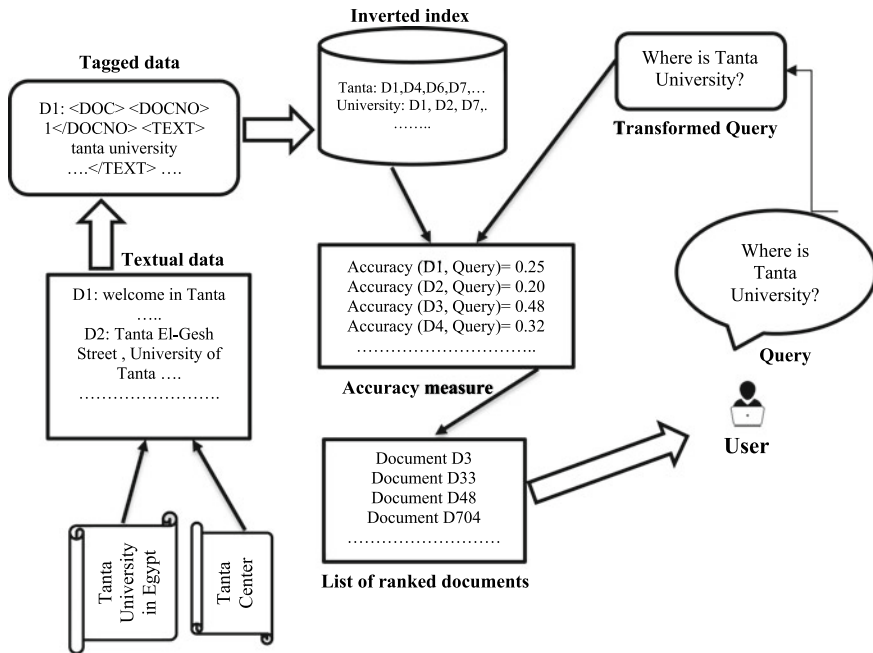 Inverted index
Tanta: D1,D4,D6,D7,…
University: D1, D2, D7,.
……..
Where is Tanta
University?
Transformed Query
Tagged data
D1: <DOC> <DOCNO>
1</DOCNO> <TEXT>
tanta university
….</TEXT> ….
Textual data
D1: welcome in Tanta
…..
D2: Tanta El-Gesh
Street , University of
Tanta ….
……………………….
Accuracy (D1, Query)= 0.25
Accuracy (D2, Query)= 0.20
Accuracy (D3, Query)= 0.48
Accuracy (D4, Query)= 0.32
……………………………..
Accuracy measure
Where is
Tanta
University?
Query
User
Document D3
Document D33
Document D48
Document D704
…………………………
List of ranked documents
Tanta
University
in Egypt
Tanta
Center